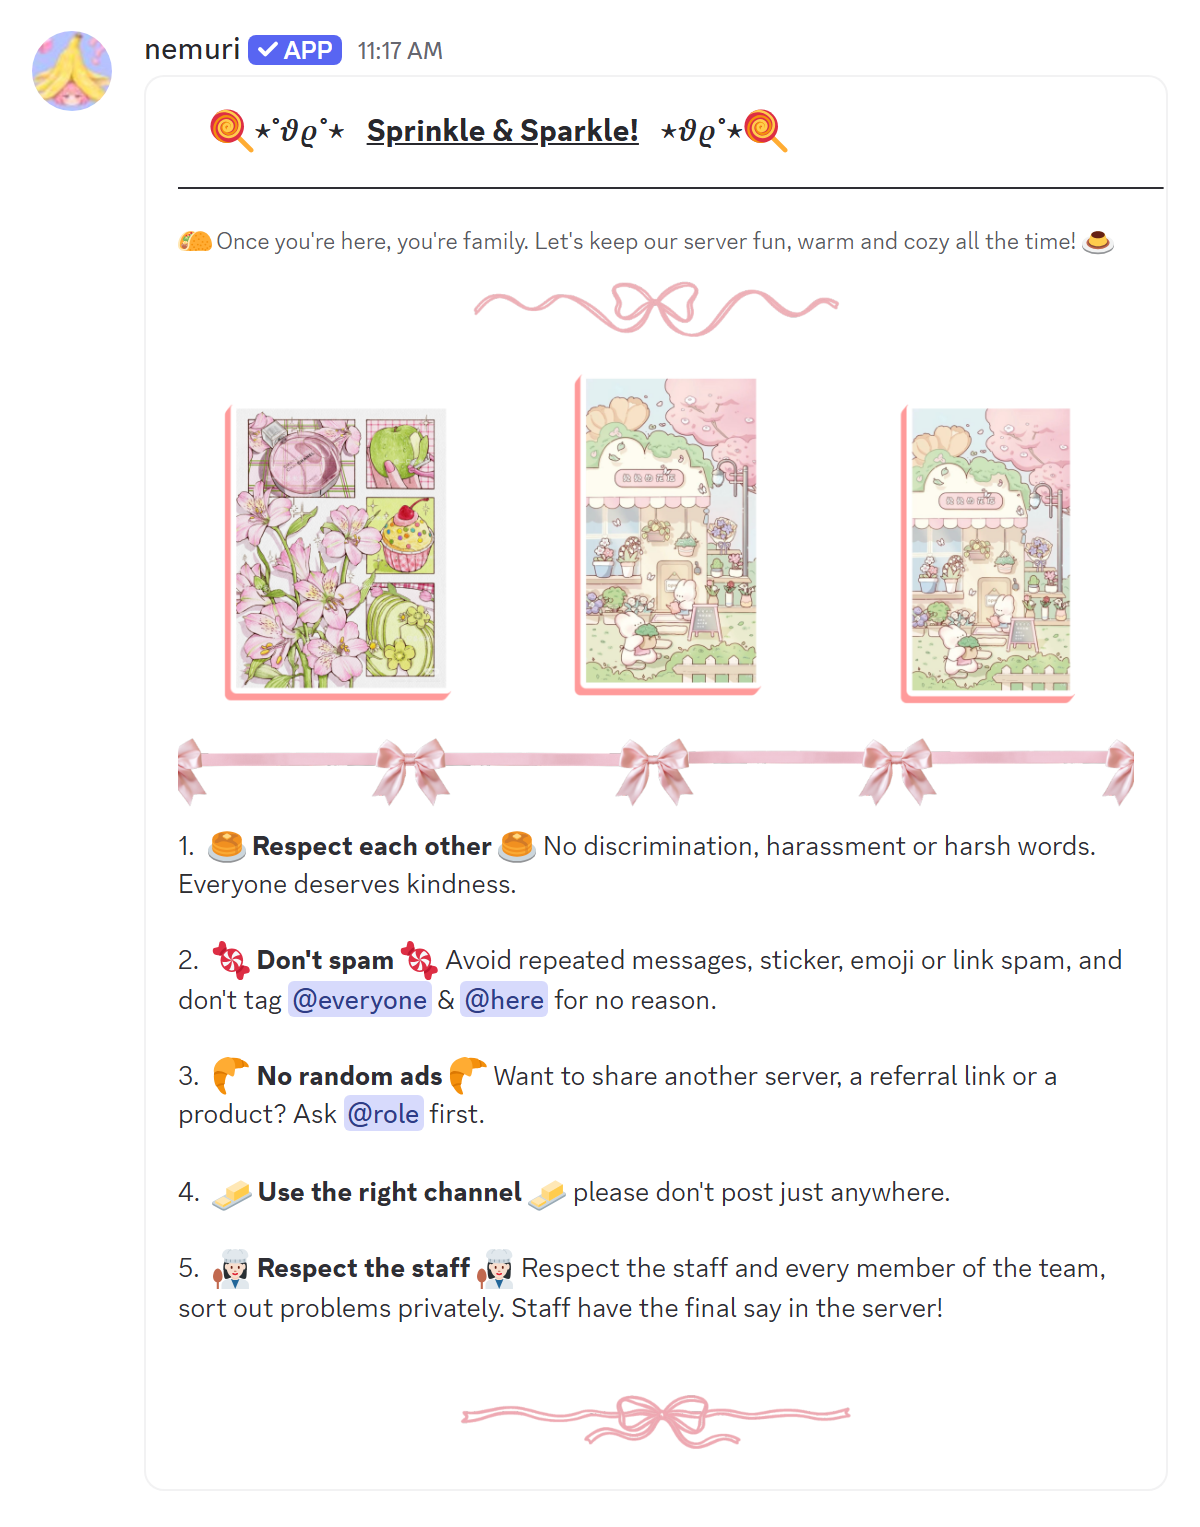 nemuri ✓ APP 11:17 AM
🍭⋆˚𝜗𝜚˚⋆ Sprinkle & Sparkle! ⋆𝜗𝜚˚⋆🍭
🌮 Once you're here, you're family. Let's keep our server fun, warm and cozy all the time! 🍮
1. 🥞 Respect each other 🥞 No discrimination, harassment or harsh words.
Everyone deserves kindness.
2. 🍬 Don't spam 🍬 Avoid repeated messages, sticker, emoji or link spam, and
don't tag @everyone & @here for no reason.
3. 🥐 No random ads 🥐 Want to share another server, a referral link or a
product? Ask @role first.
4. 🧈 Use the right channel 🧈 please don't post just anywhere.
5. 👩🏻‍🍳 Respect the staff 👩🏻‍🍳 Respect the staff and every member of the team,
sort out problems privately. Staff have the final say in the server!